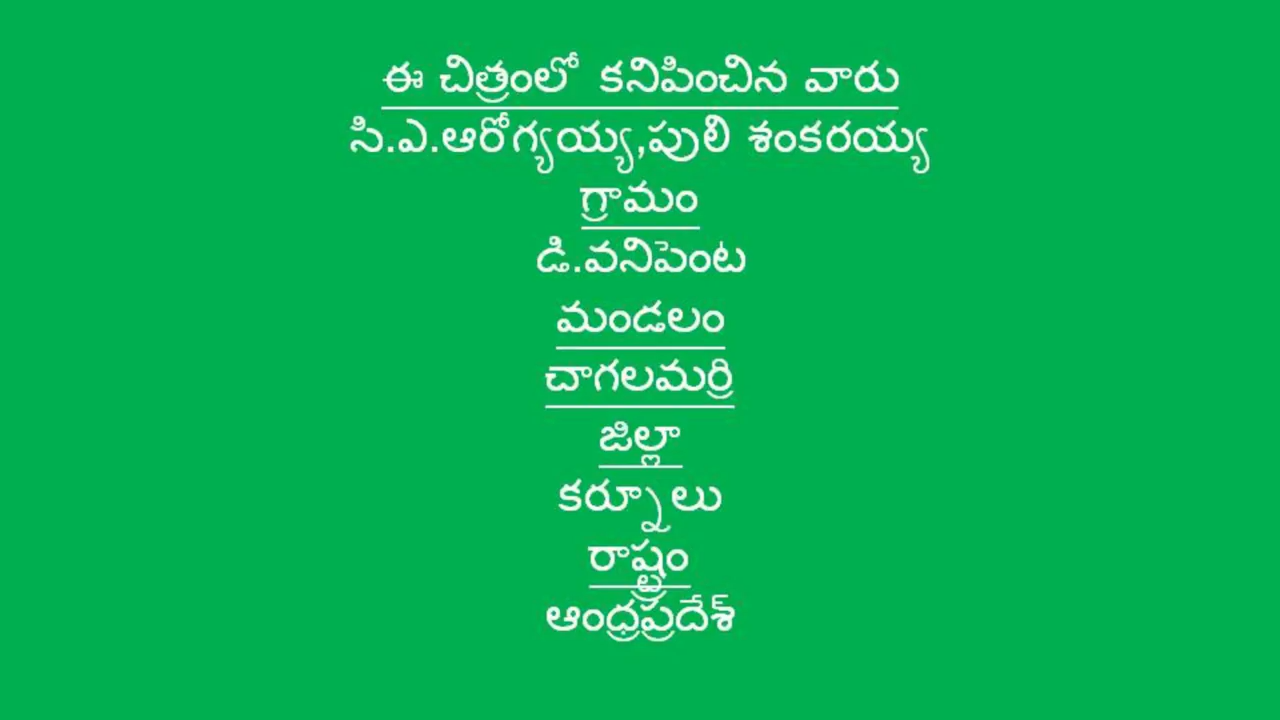 ఈ చిత్రంలో కనిపించిన వారు
సి.ఎ.ఆరోగ్యయ్య,పులి శంకరయ్య
గ్రామం
డి.వనిపెంట
మండలం
చాగలమర్రి
జిల్లా
కర్నూలు
రాష్ట్రం
ఆంధ్రప్రదేశ్